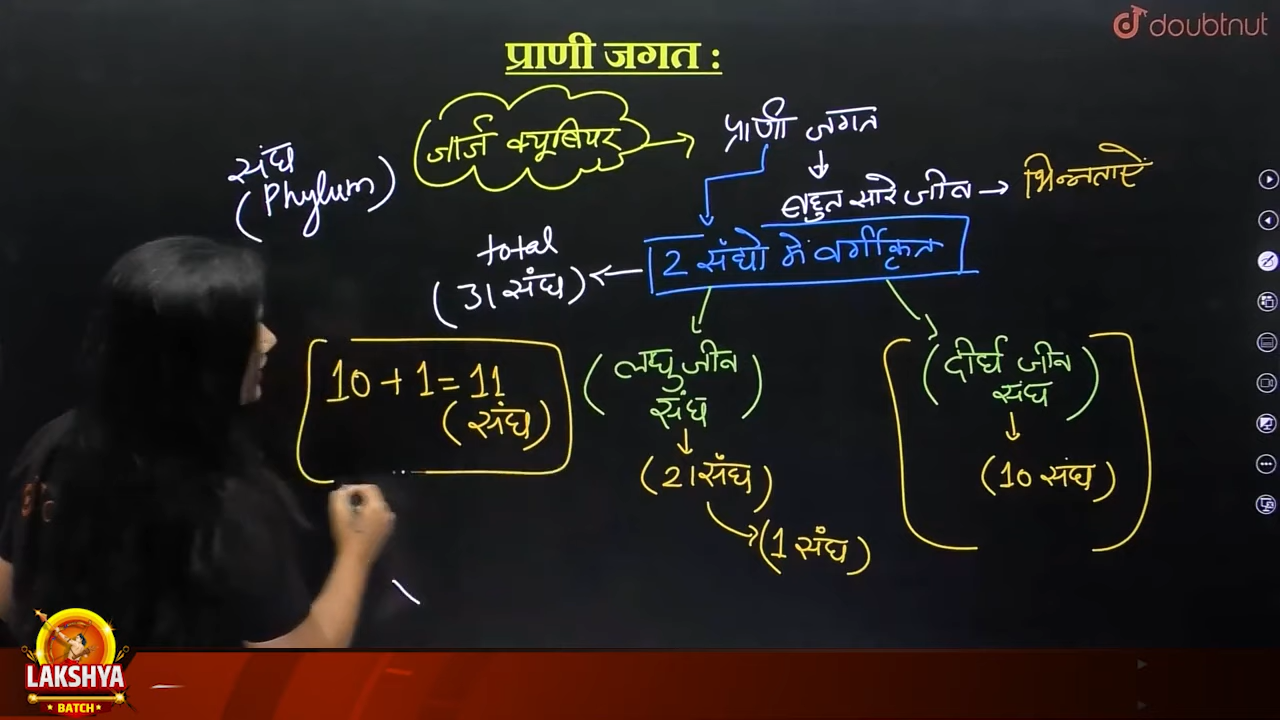 doubtnut
प्राणी जगत :
जार्ज क्यूबियर
प्राणी जगत
संघ
(Phylum)
बहुत सारे जीव → भिन्नताऐं
2 संघो में वर्गीकृत
total
(31 संघ)
10 + 1 = 11
(संघ)
(लघु जीव
संघ)
(21 संघ)
(1 संघ)
(दीर्घ जीव
संघ)
(10 संघ)
LAKSHYA
BATCH